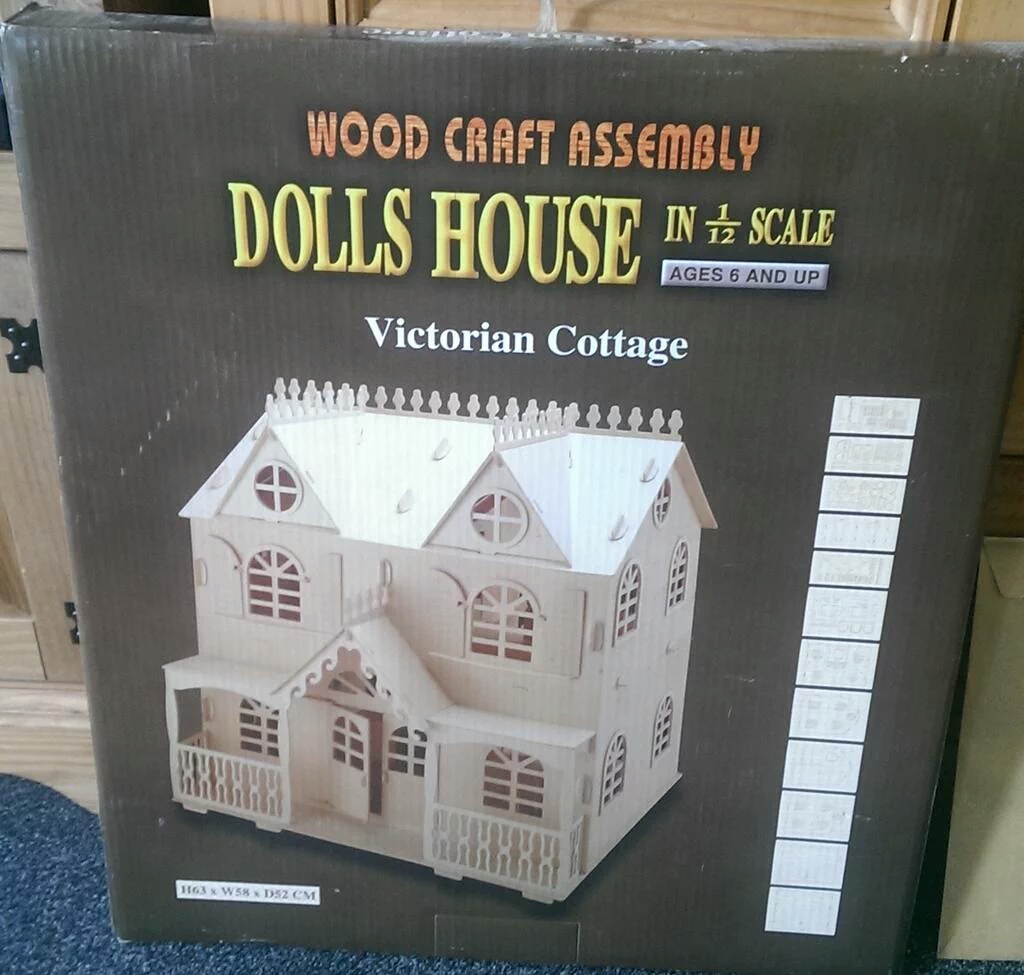 WOOD CRAFT ASSEMBLY
DOLLS HOUSE IN 1/12 SCALE
AGES 6 AND UP
Victorian Cottage
H63 x W58 x D52 CM